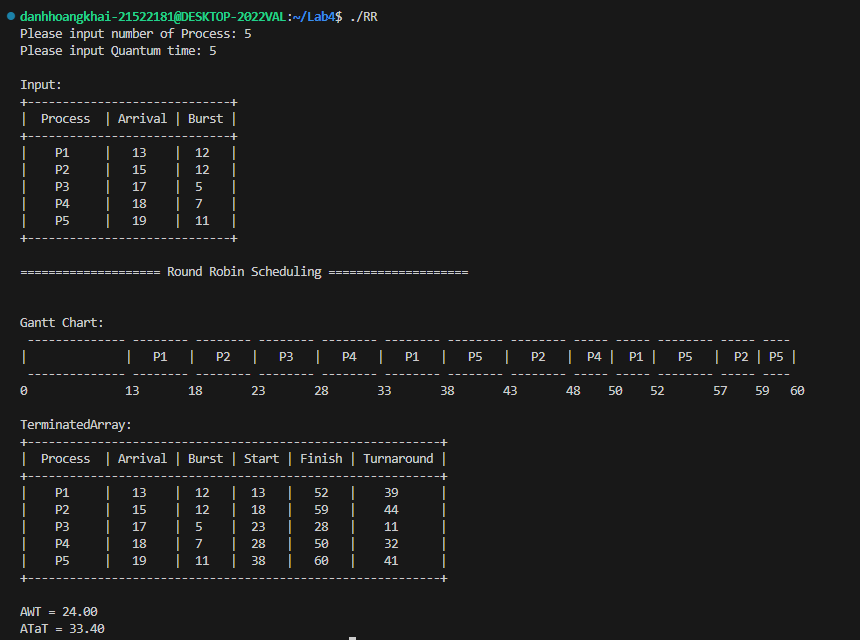 danhhoangkhai-21522181@DESKTOP-2022VAL:~/Lab4$ ./RR
Please input number of Process: 5
Please input Quantum time: 5
Input:
+-----------------------------+
|  Process  | Arrival | Burst |
+-----------------------------+
|    P1     |   13    |  12   |
|    P2     |   15    |  12   |
|    P3     |   17    |  5    |
|    P4     |   18    |  7    |
|    P5     |   19    |  11   |
+-----------------------------+
==================== Round Robin Scheduling ====================
Gantt Chart:
 -------------- -------- -------- -------- -------- -------- -------- -------- ----- ----- -------- ----- ----
|              |   P1   |   P2   |   P3   |   P4   |   P1   |   P5   |   P2   |  P4 |  P1 |   P5   |  P2 | P5 |
 -------------- -------- -------- -------- -------- -------- -------- -------- ----- ----- -------- ----- ----
0              13       18       23       28       33       38       43       48    50    52       57    59   60
TerminatedArray:
+-----------------------------------------------------------+
|  Process  | Arrival | Burst | Start | Finish | Turnaround |
+-----------------------------------------------------------+
|    P1     |   13    |  12   |  13   |   52   |    39      |
|    P2     |   15    |  12   |  18   |   59   |    44      |
|    P3     |   17    |  5    |  23   |   28   |    11      |
|    P4     |   18    |  7    |  28   |   50   |    32      |
|    P5     |   19    |  11   |  38   |   60   |    41      |
+-----------------------------------------------------------+
AWT = 24.00
ATaT = 33.40